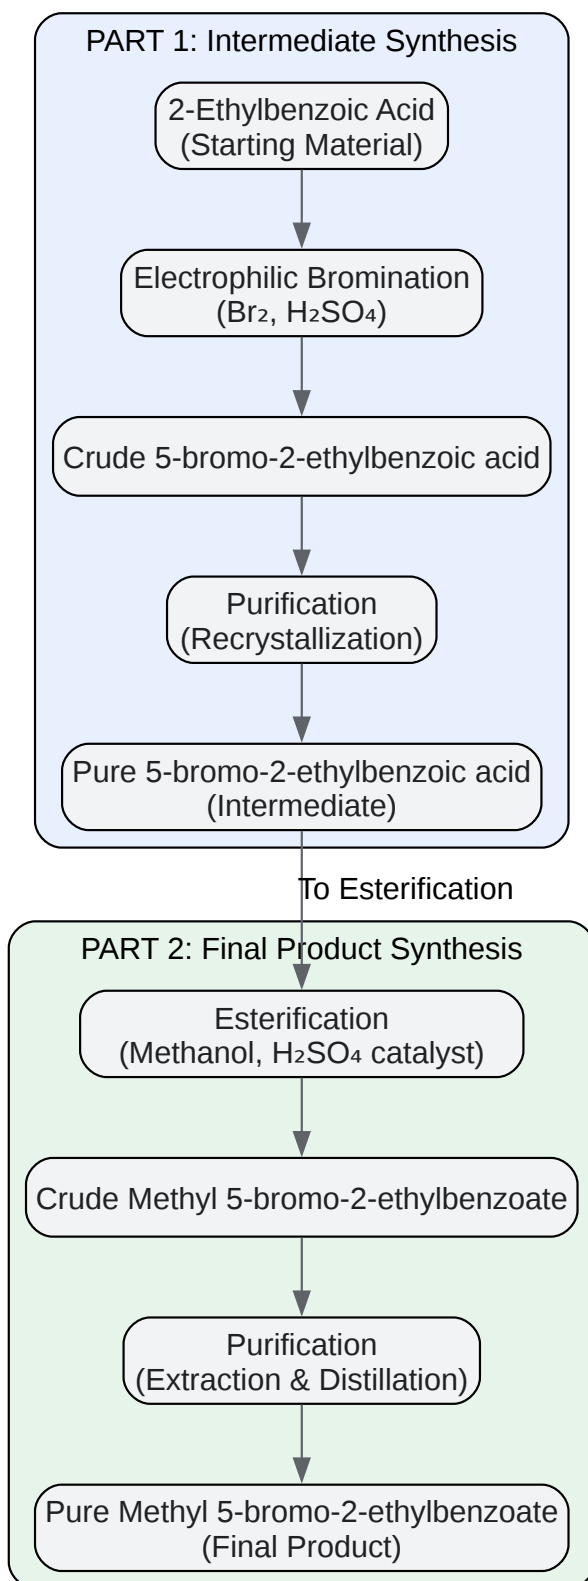 PART 1: Intermediate Synthesis
2-Ethylbenzoic Acid
(Starting Material)
Electrophilic Bromination
(Br₂, H₂SO₄)
Crude 5-bromo-2-ethylbenzoic acid
Purification
(Recrystallization)
Pure 5-bromo-2-ethylbenzoic acid
(Intermediate)
To Esterification
PART 2: Final Product Synthesis
Esterification
(Methanol, H₂SO₄ catalyst)
Crude Methyl 5-bromo-2-ethylbenzoate
Purification
(Extraction & Distillation)
Pure Methyl 5-bromo-2-ethylbenzoate
(Final Product)